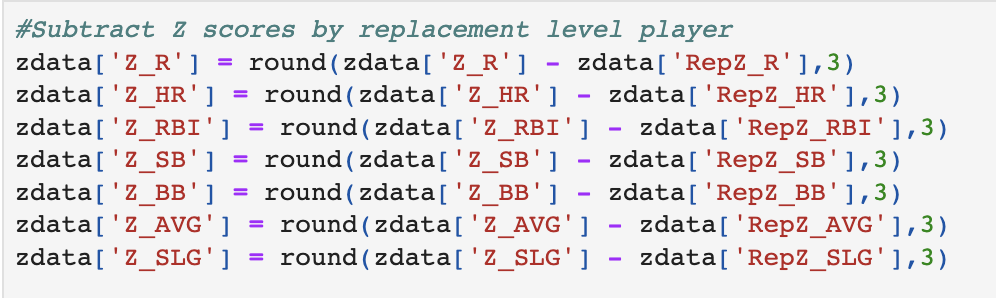 #Subtract Z scores by replacement level player
zdata['Z_R'] = round(zdata['Z_R'] - zdata['RepZ_R'],3)
zdata['Z_HR'] = round(zdata['Z_HR'] - zdata['RepZ_HR'],3)
zdata['Z_RBI'] = round(zdata['Z_RBI'] - zdata['RepZ_RBI'],3)
zdata['Z_SB'] = round(zdata['Z_SB'] - zdata['RepZ_SB'],3)
zdata['Z_BB'] = round(zdata['Z_BB'] - zdata['RepZ_BB'],3)
zdata['Z_AVG'] = round(zdata['Z_AVG'] - zdata['RepZ_AVG'],3)
zdata['Z_SLG'] = round(zdata['Z_SLG'] - zdata['RepZ_SLG'],3)